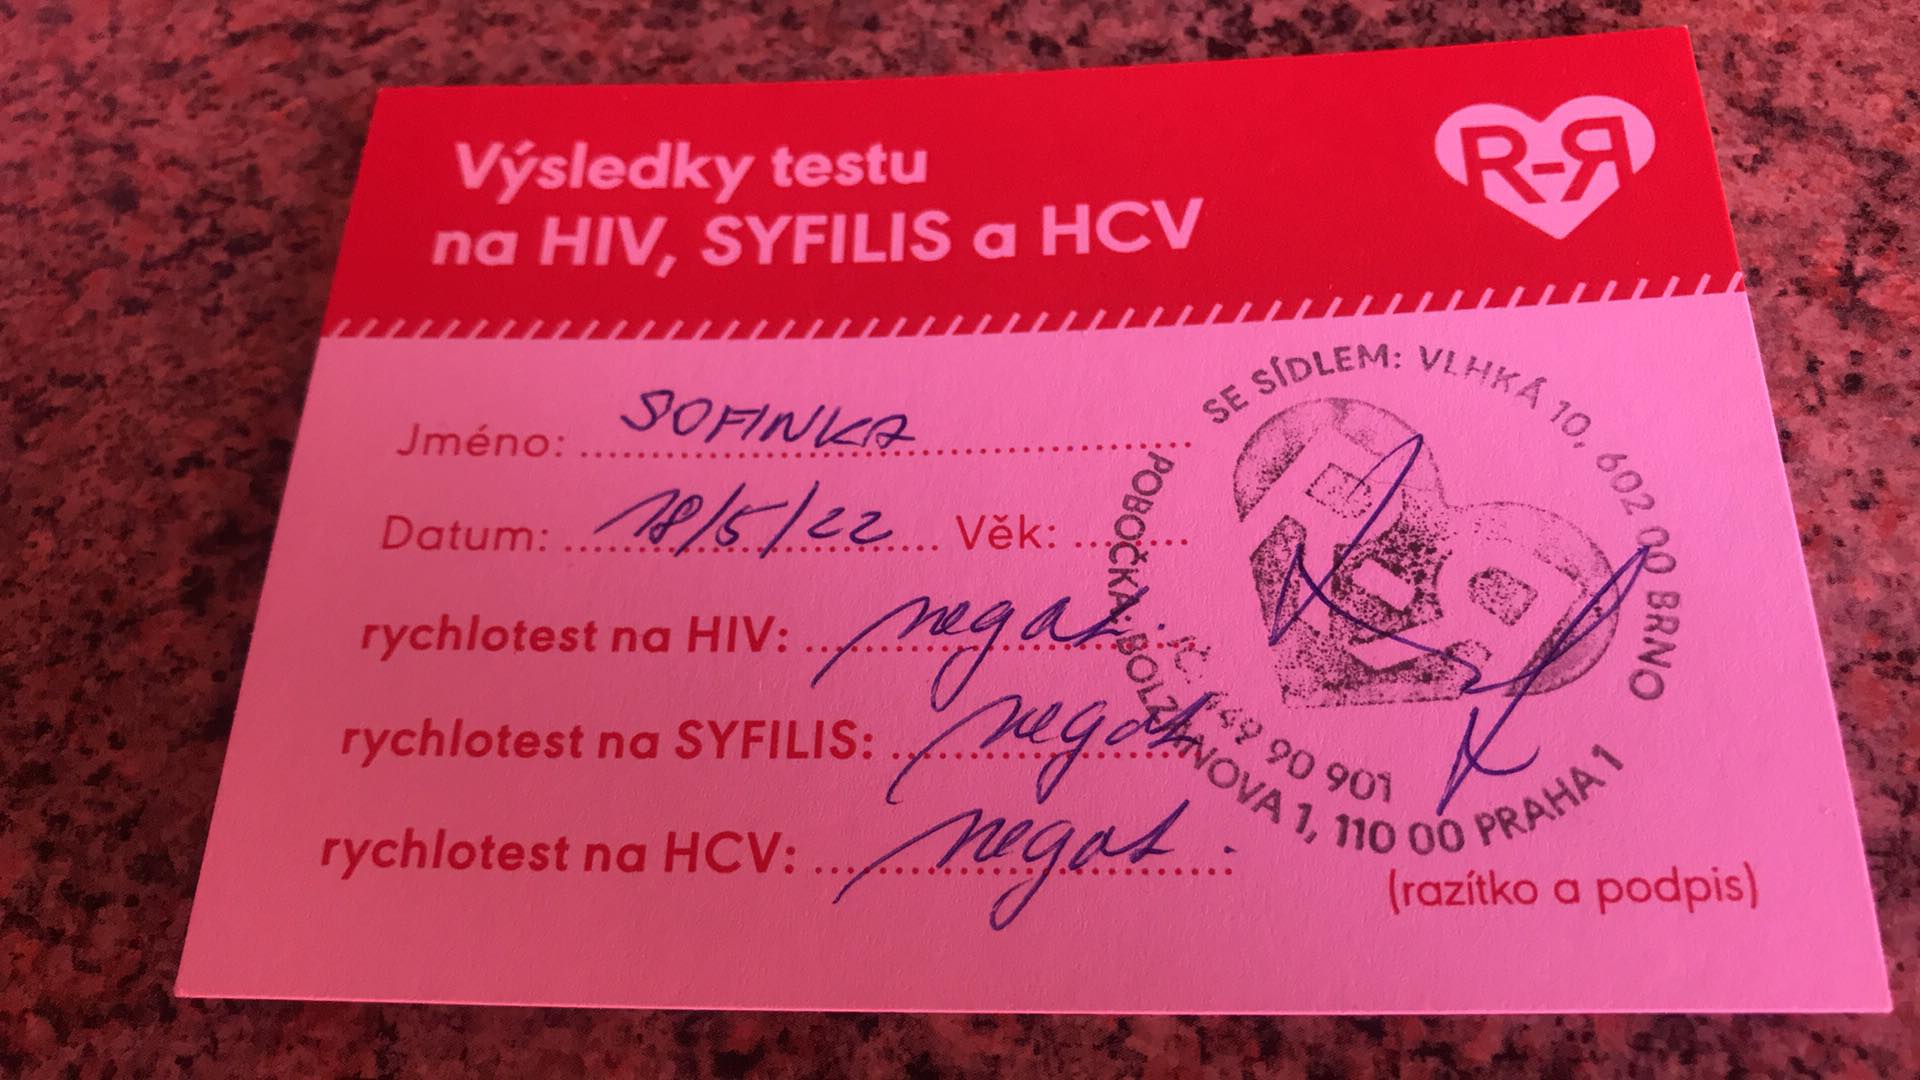 Výsledky testu
na HIV, SYFILIS a HCV
R-Я
Jméno: SOFINKA
Datum: 18/5/22 Věk:
rychlotest na HIV: negat.
rychlotest na SYFILIS: negat
rychlotest na HCV: negat.
SE SÍDLEM: VLHKÁ 10, 602 00 BRNO
POBOČKA: BOLZANOVA 1, 110 00 PRAHA 1
IČ 449 90 901
(razítko a podpis)